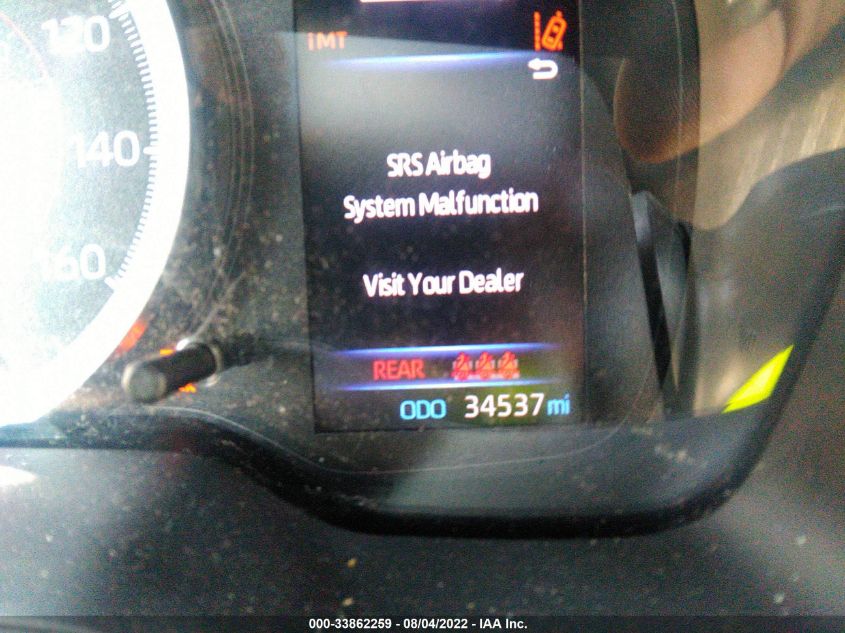 120
iMT
140
SRS Airbag
System Malfunction
160
Visit Your Dealer
REAR
ODO 34537 mi
000-33862259 - 08/04/2022 - IAA Inc.